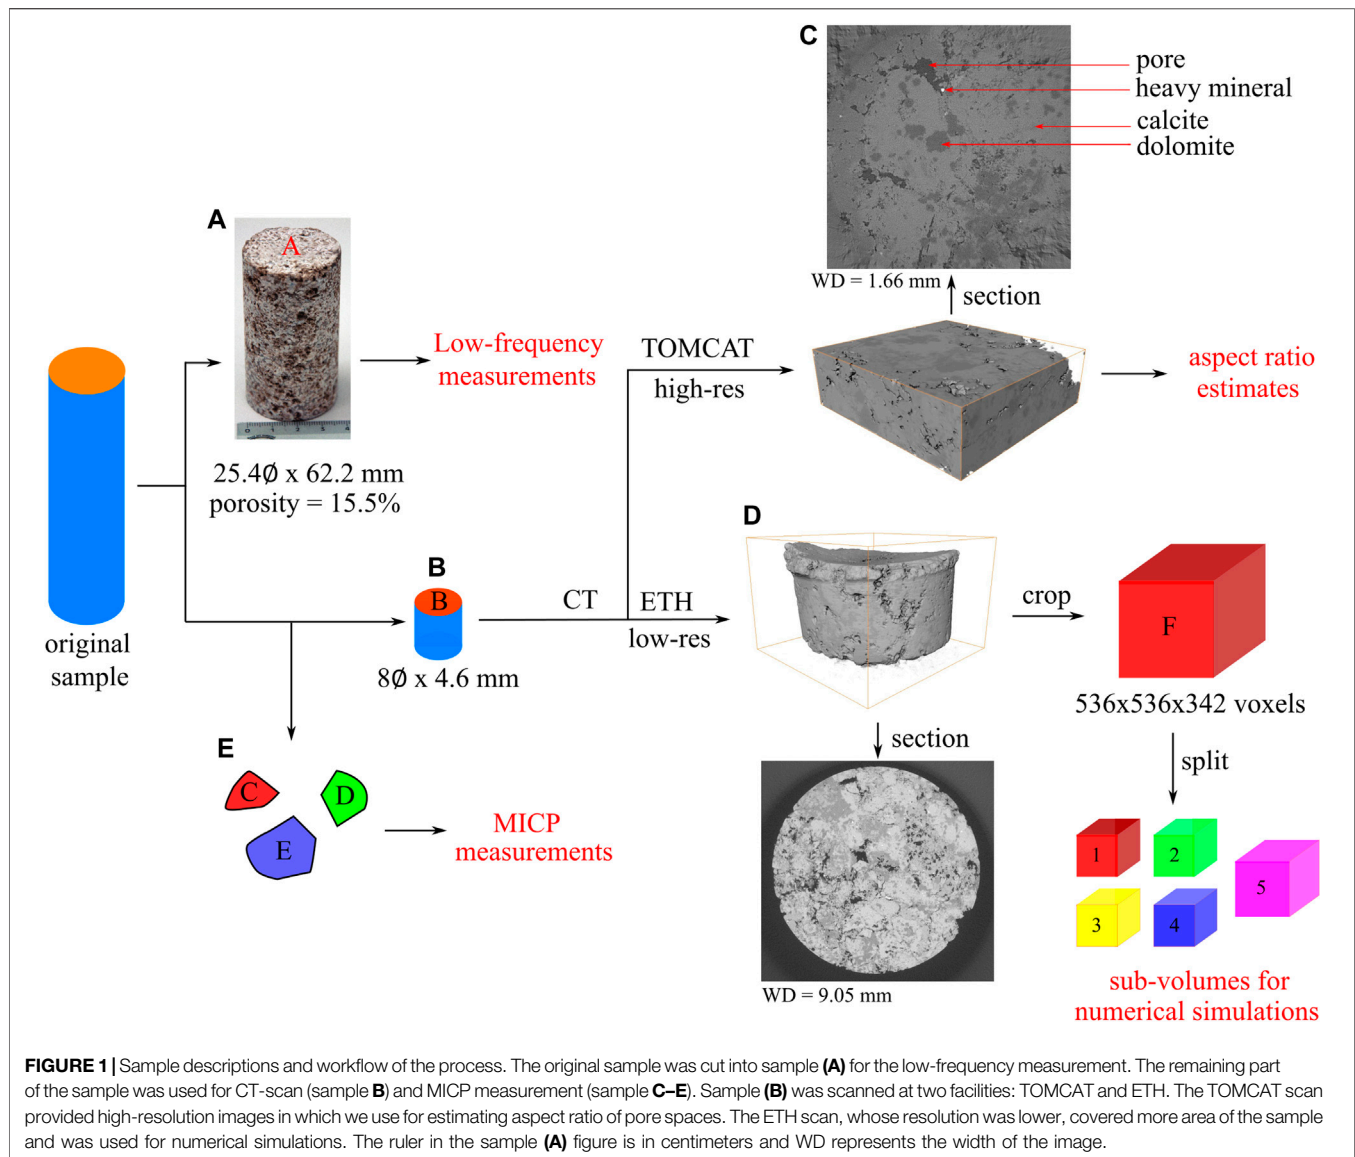 C
pore
heavy mineral
calcite
dolomite
WD = 1.66 mm
section
A
A
0 1 2 3 4
25.4Ø x 62.2 mm
porosity = 15.5%
Low-frequency
measurements
TOMCAT
high-res
aspect ratio
estimates
original
sample
B
B
8Ø x 4.6 mm
CT
ETH
low-res
D
crop
F
536x536x342 voxels
section
WD = 9.05 mm
split
1
2
3
4
5
sub-volumes for
numerical simulations
E
C
D
E
MICP
measurements
FIGURE 1 | Sample descriptions and workflow of the process. The original sample was cut into sample (A) for the low-frequency measurement. The remaining part
of the sample was used for CT-scan (sample B) and MICP measurement (sample C–E). Sample (B) was scanned at two facilities: TOMCAT and ETH. The TOMCAT scan
provided high-resolution images in which we use for estimating aspect ratio of pore spaces. The ETH scan, whose resolution was lower, covered more area of the sample
and was used for numerical simulations. The ruler in the sample (A) figure is in centimeters and WD represents the width of the image.